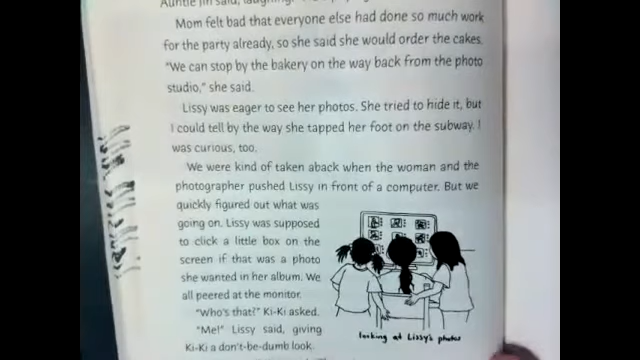 Auntie Jin said, laughing.
Mom felt bad that everyone else had done so much work
for the party already, so she said she would order the cakes.
"We can stop by the bakery on the way back from the photo
studio," she said.
Lissy was eager to see her photos. She tried to hide it, but
I could tell by the way she tapped her foot on the subway. I
was curious, too.
We were kind of taken aback when the woman and the
photographer pushed Lissy in front of a computer. But we
quickly figured out what was
going on. Lissy was supposed
to click a little box on the
screen if that was a photo
she wanted in her album. We
all peered at the monitor.
"Who's that?" Ki-Ki asked.
"Me!" Lissy said, giving
Ki-Ki a don't-be-dumb look.
looking at Lissy's photos